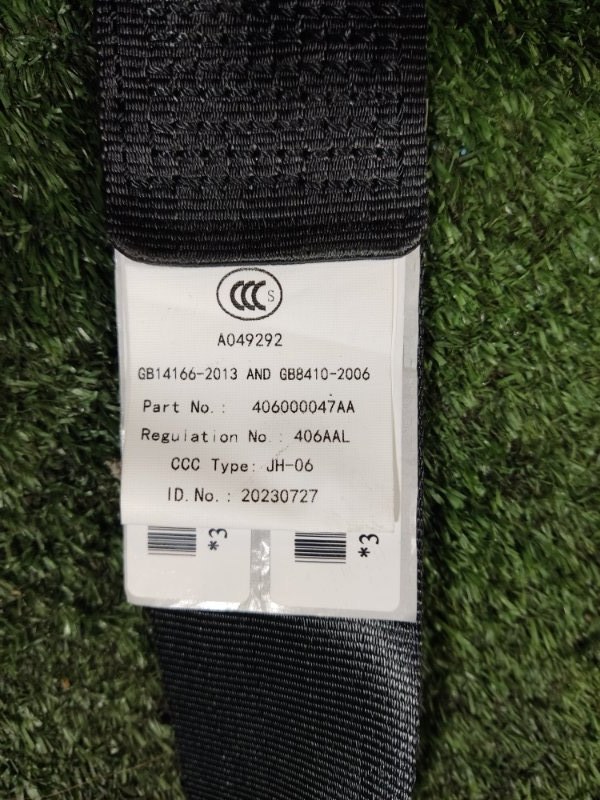 CCC S
A049292
GB14166-2013 AND GB8410-2006
Part No.: 406000047AA
Regulation No.: 406AAL
CCC Type: JH-06
ID.No.: 20230727
*3
*3